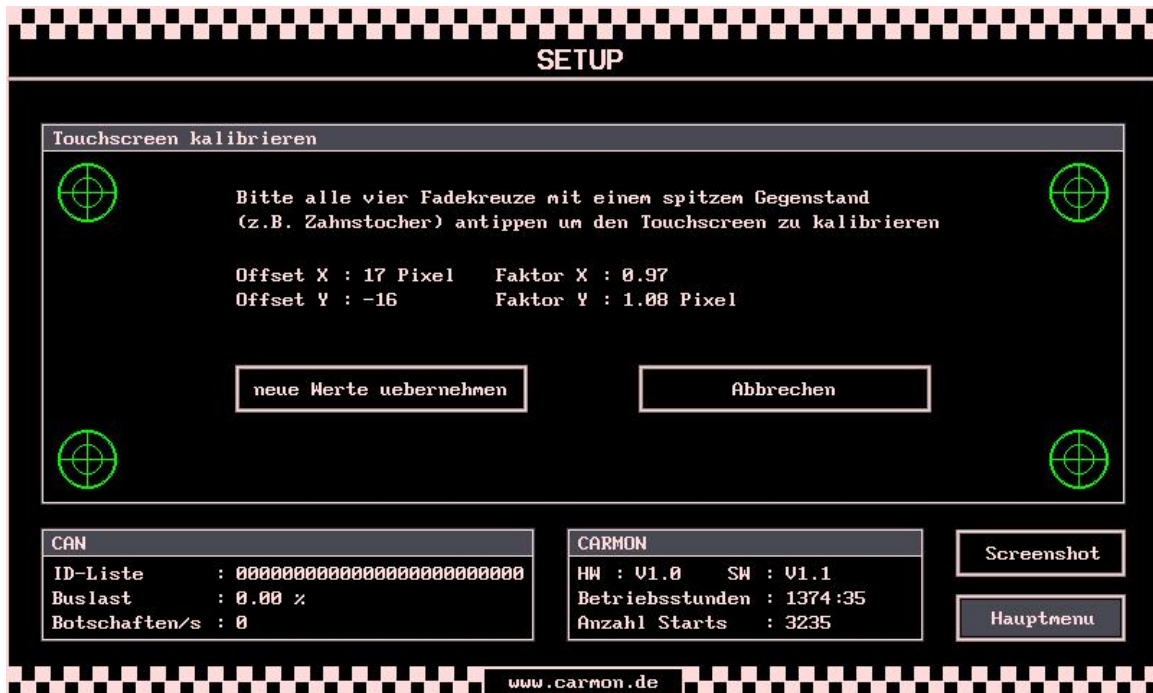 SETUP
Touchscreen kalibrieren
Bitte alle vier Fadekreuze mit einem spitzem Gegenstand
(z.B. Zahnstocher) antippen um den Touchscreen zu kalibrieren
Offset X : 17 Pixel Faktor X : 0.97
Offset Y : -16 Faktor Y : 1.08 Pixel
neue Werte uebernehmen Abbrechen
CAN
ID-Liste : 0000000000000000000000000
Buslast : 0.00 %
Botschaften/s : 0
CARMON
HW : V1.0 SW : V1.1
Betriebsstunden : 1374:35
Anzahl Starts : 3235
Screenshot
Hauptmenu
www.carmon.de